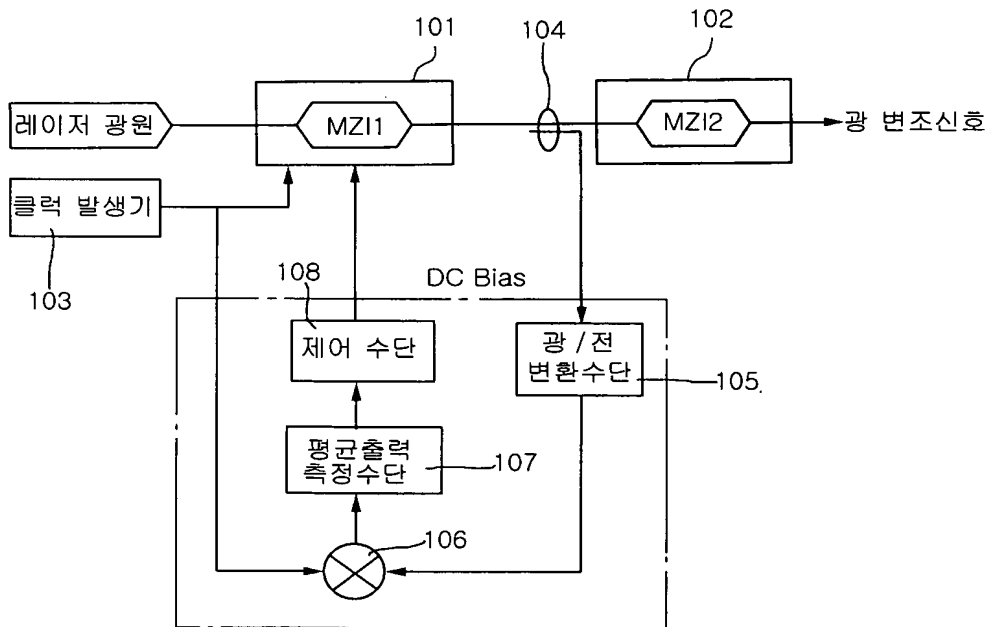 101
104
102
레이저 광원
MZI1
MZI2
광 변조신호
클럭 발생기
103
DC Bias
108
제어 수단
광 / 전
변환수단
105.
평균출력
측정수단
107
106